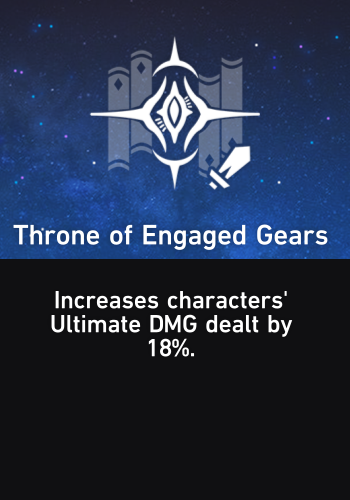 Throne of Engaged Gears
Increases characters'
Ultimate DMG dealt by
18%.